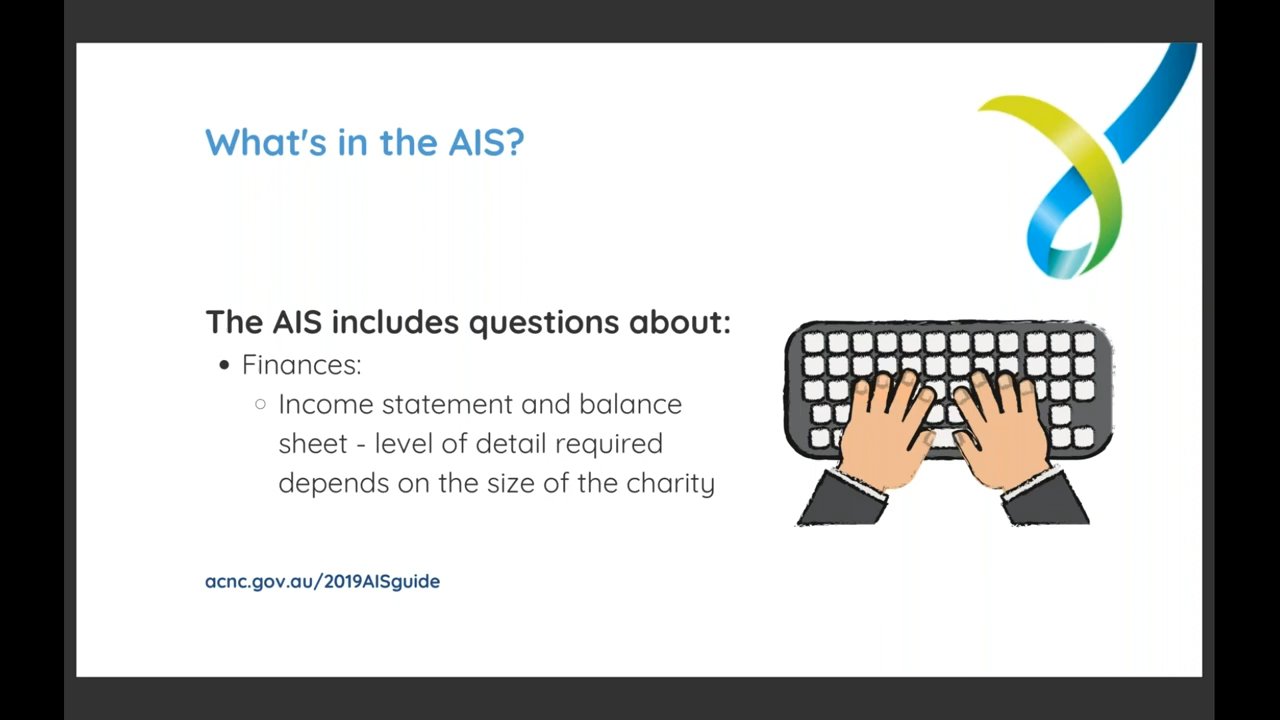 What's in the AIS?
The AIS includes questions about:
• Finances:
○ Income statement and balance
sheet - level of detail required
depends on the size of the charity
acnc.gov.au/2019AISguide